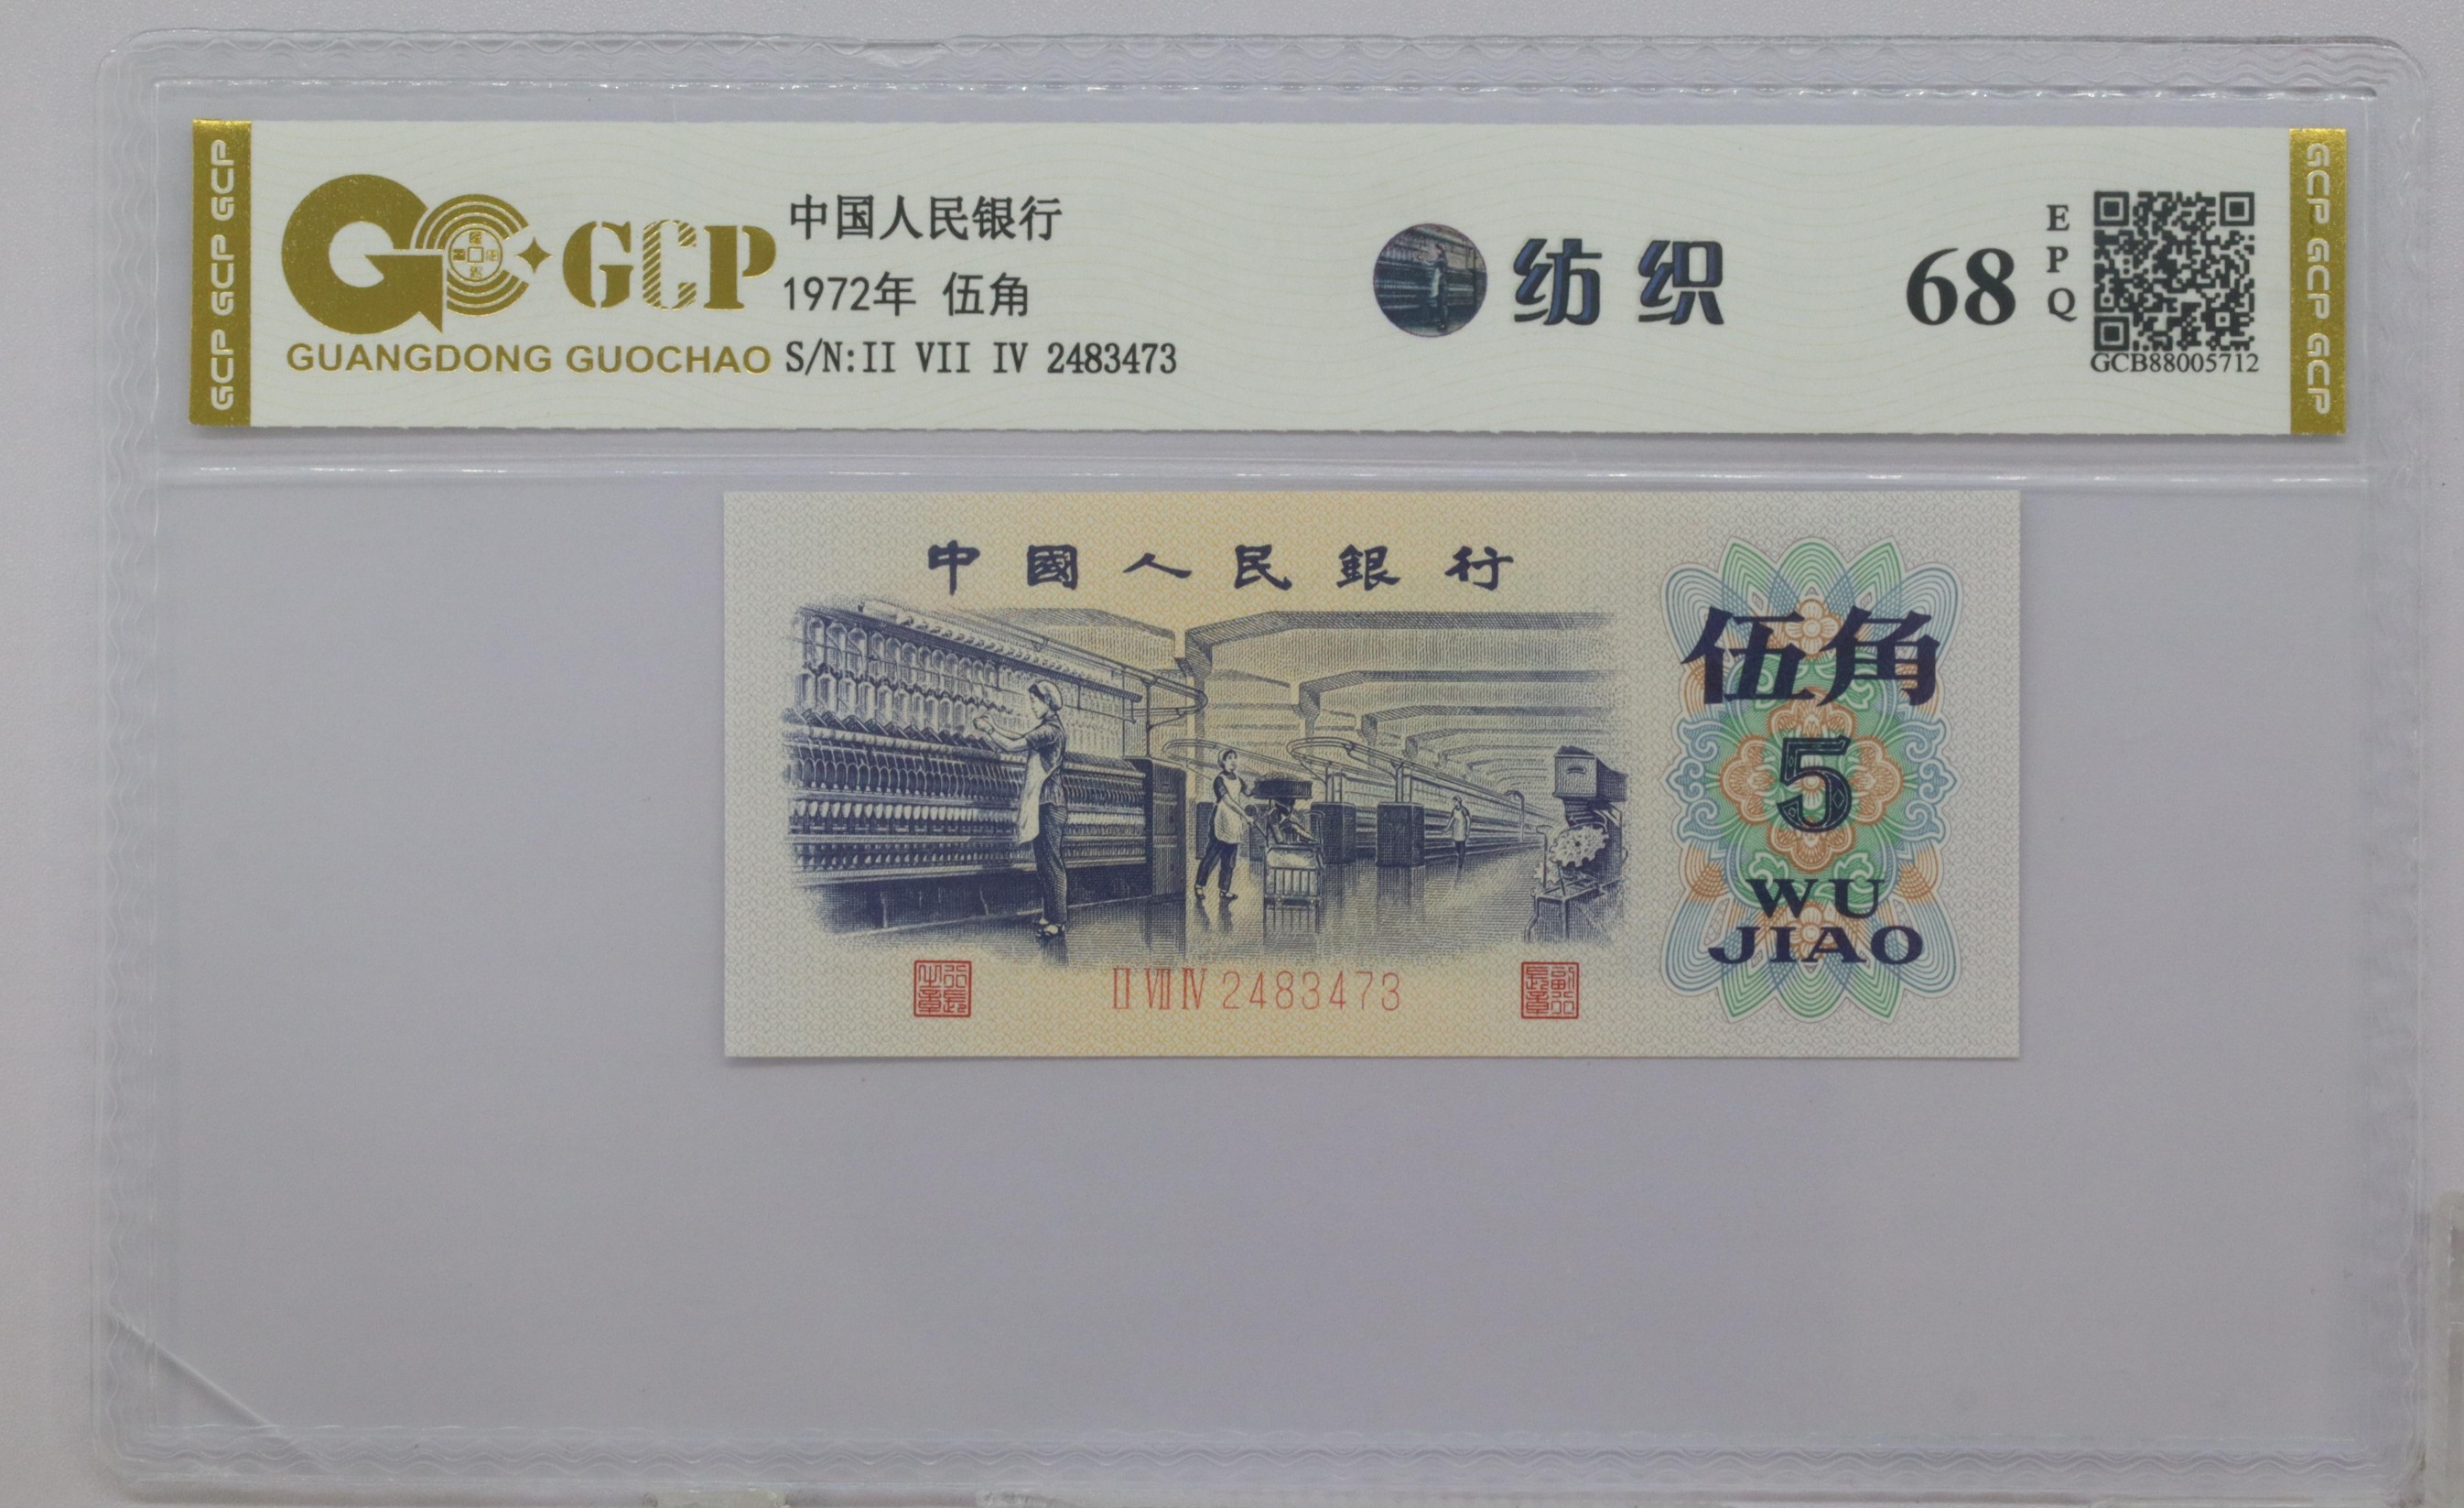 GCP GCP GCP
GCP
GUANGDONG GUOCHAO
中国人民银行
1972年 伍角
S/N:II VII IV 2483473
纺织
68
EPQ
GCB88005712
GCP GCP GCP
中國人民銀行
伍角
5
WU
JIAO
II VII IV 2483473